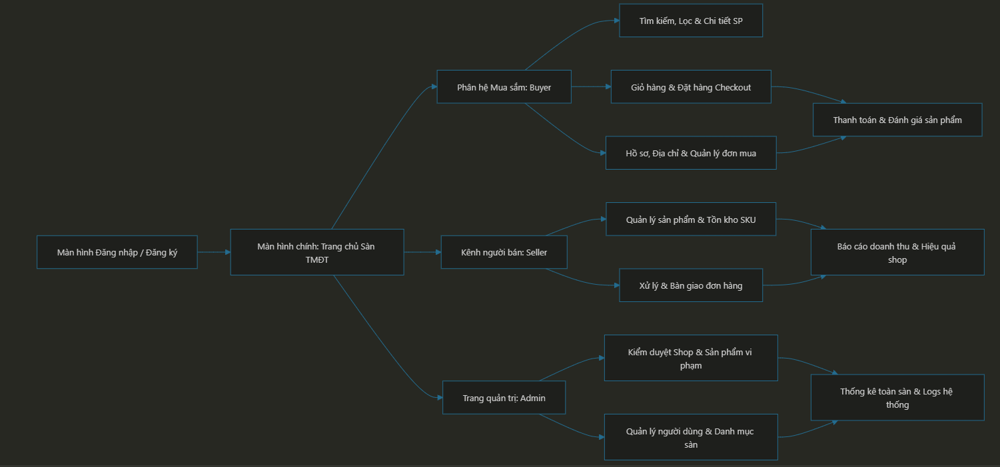 Tìm kiếm, Lọc & Chi tiết SP
Phân hệ Mua sắm: Buyer
Giỏ hàng & Đặt hàng Checkout
Thanh toán & Đánh giá sản phẩm
Hồ sơ, Địa chỉ & Quản lý đơn mua
Quản lý sản phẩm & Tồn kho SKU
Màn hình Đăng nhập / Đăng ký
Màn hình chính: Trang chủ Sàn
TMĐT
Kênh người bán: Seller
Báo cáo doanh thu & Hiệu quả
shop
Xử lý & Bàn giao đơn hàng
Kiểm duyệt Shop & Sản phẩm vi
phạm
Trang quản trị: Admin
Thống kê toàn sàn & Logs hệ
thống
Quản lý người dùng & Danh mục
sàn